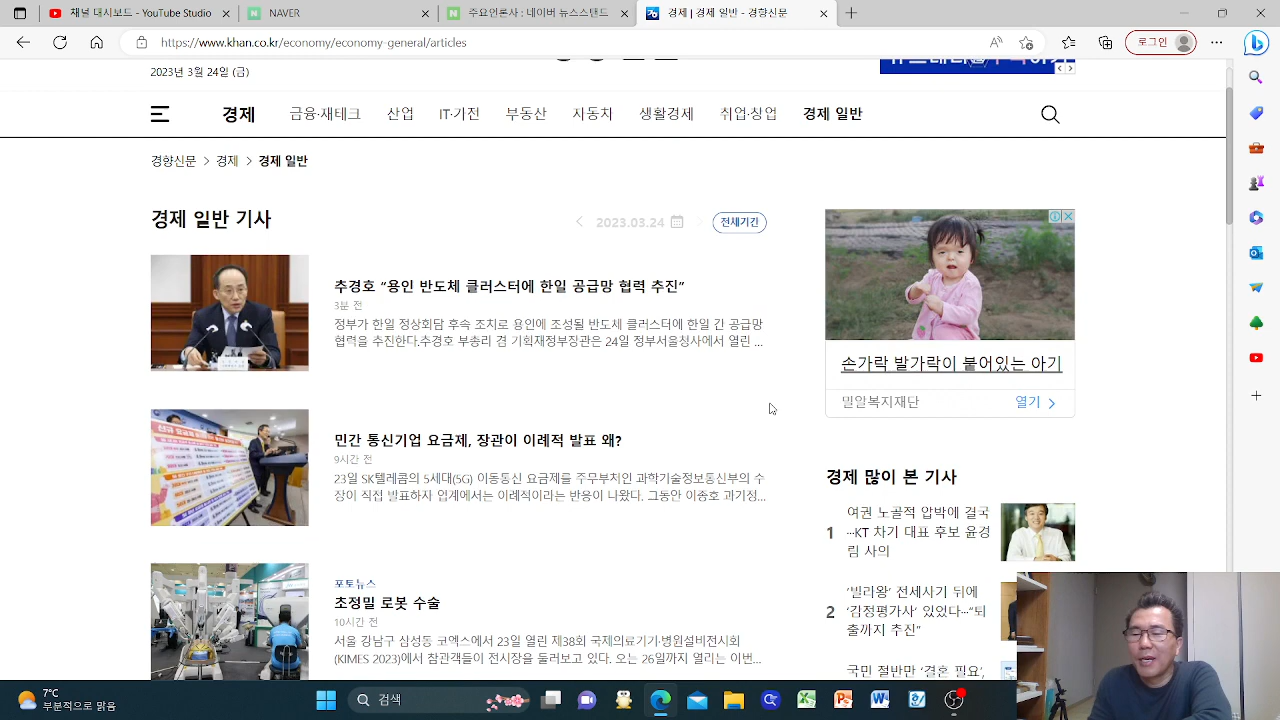 채널 대시보드 - YouTube Studio
NAVER
주요언론사 : 네이버 뉴스스탠드
경제 | 경제 일반 - 경향신문
https://www.khan.co.kr/economy/economy-general/articles
로그인
2023년 3월 24일 (금)
경제
금융·재테크
산업
IT·가전
부동산
자동차
생활경제
취업·창업
경제 일반
경향신문 > 경제 > 경제 일반
경제 일반 기사
2023.03.24
전체기간
추경호 “용인 반도체 클러스터에 한일 공급망 협력 추진”
3분 전
정부가 한일 정상회담 후속 조치로 용인에 조성될 반도체 클러스터에 한일 간 공급망
협력을 추진한다.추경호 부총리 겸 기획재정부장관은 24일 정부서울청사에서 열린 ...
민간 통신기업 요금제, 장관이 이례적 발표 왜?
9시간 전
23일 SK텔레콤의 5세대(5G) 이동통신 요금제를 주무부처인 과학기술정보통신부의 수
장이 직접 발표하자 업계에서는 이례적이라는 반응이 나왔다. 그동안 이종호 과기정...
포토뉴스
초정밀 로봇 수술
10시간 전
서울 강남구 삼성동 코엑스에서 23일 열린 제38회 국제의료기기·병원설비전시회
(KIMES 2023)에서 참관객들이 전시장을 둘러보고 있다. 오는 26일까지 열리는 이번...
손가락 발가락이 붙어있는 아기
밀알복지재단
열기
경제 많이 본 기사
1
여권 노골적 압박에 결국
…KT 차기 대표 후보 윤경
림 사의
2
‘빌라왕’ 전세사기 뒤에
‘김정평가사’ 있었다…“퇴
출까지 추진”
국민 절반만 ‘결혼 필요’,
7°C
부분적으로 맑음
검색